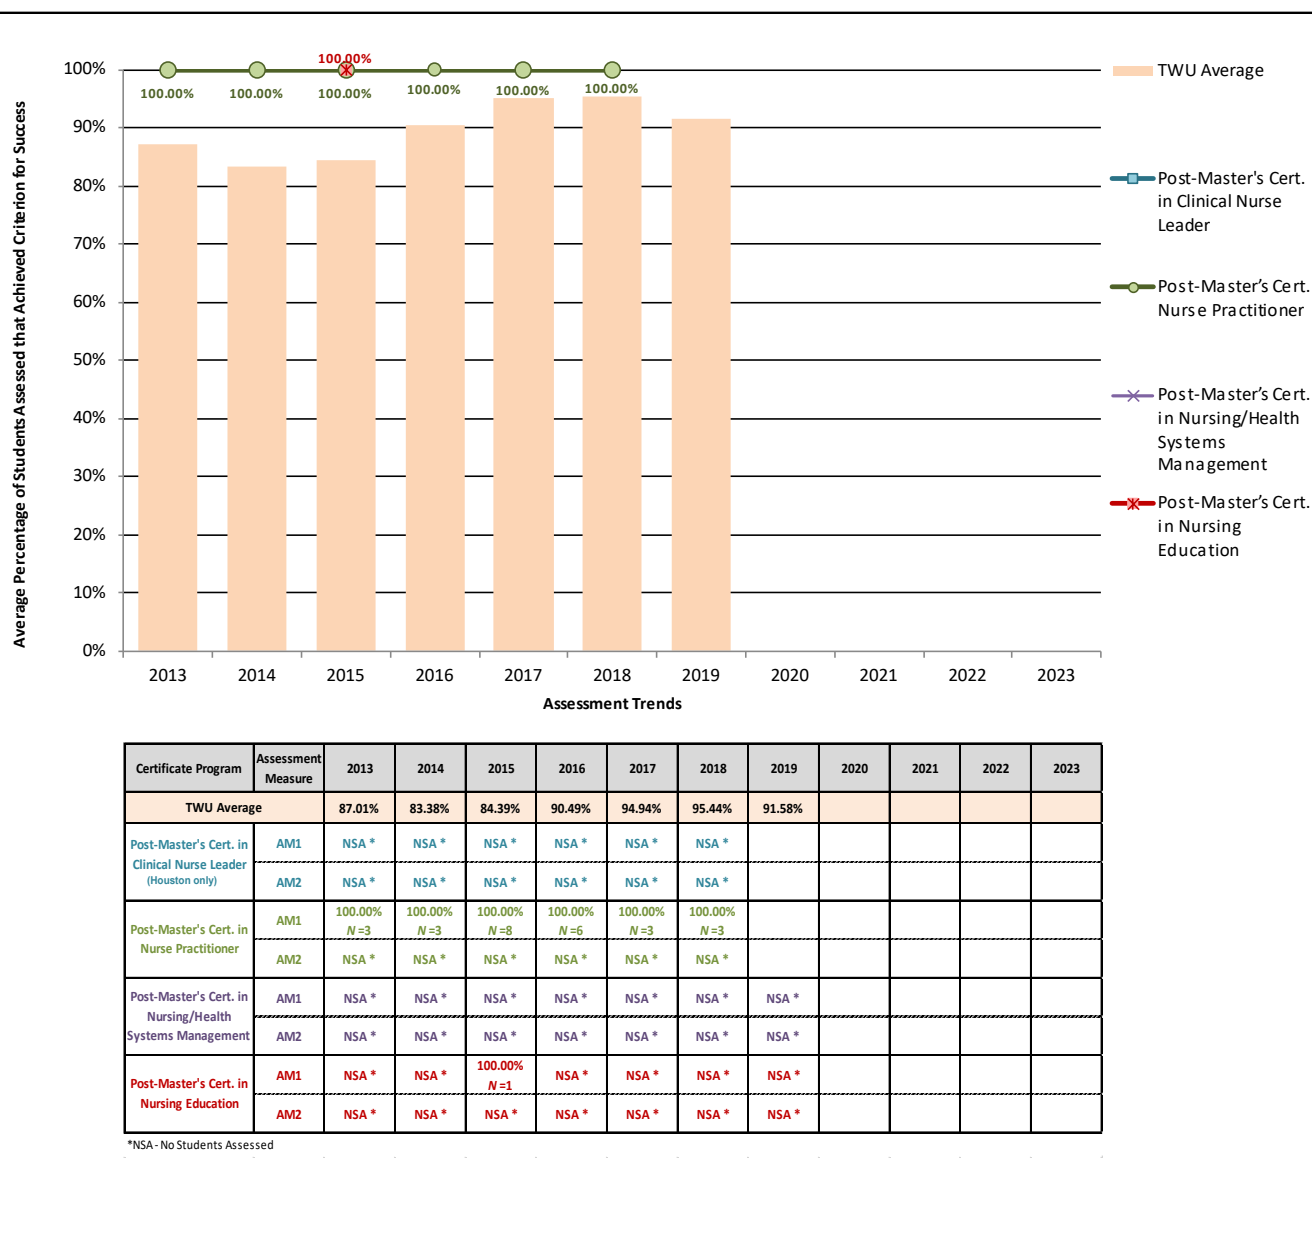 Average Percentage of Students Assessed that Achieved Criterion for Success
100%
90%
80%
70%
60%
50%
40%
30%
20%
10%
0%
100.00%
100.00% 100.00% 100.00% 100.00% 100.00% 100.00%
2013 2014 2015 2016 2017 2018 2019 2020 2021 2022 2023
Assessment Trends
TWU Average
Post-Master's Cert.
in Clinical Nurse
Leader
Post-Master’s Cert.
Nurse Practitioner
Post-Master’s Cert.
in Nursing/Health
Systems
Management
Post-Master’s Cert.
in Nursing
Education
Certificate Program Assessment Measure 2013 2014 2015 2016 2017 2018 2019 2020 2021 2022 2023
TWU Average 87.01% 83.38% 84.39% 90.49% 94.94% 95.44% 91.58%
Post-Master's Cert. in
Clinical Nurse Leader
(Houston only)
AM1 NSA * NSA * NSA * NSA * NSA * NSA *
AM2 NSA * NSA * NSA * NSA * NSA * NSA *
Post-Master's Cert. in
Nurse Practitioner
AM1 100.00% 100.00% 100.00% 100.00% 100.00% 100.00%
N =3 N =3 N =8 N =6 N =3 N =3
AM2 NSA * NSA * NSA * NSA * NSA * NSA *
Post-Master's Cert. in
Nursing/Health
Systems Management
AM1 NSA * NSA * NSA * NSA * NSA * NSA * NSA *
AM2 NSA * NSA * NSA * NSA * NSA * NSA * NSA *
Post-Master's Cert. in
Nursing Education
AM1 NSA * NSA * 100.00% N =1 NSA * NSA * NSA * NSA *
AM2 NSA * NSA * NSA * NSA * NSA * NSA * NSA *
*NSA - No Students Assessed